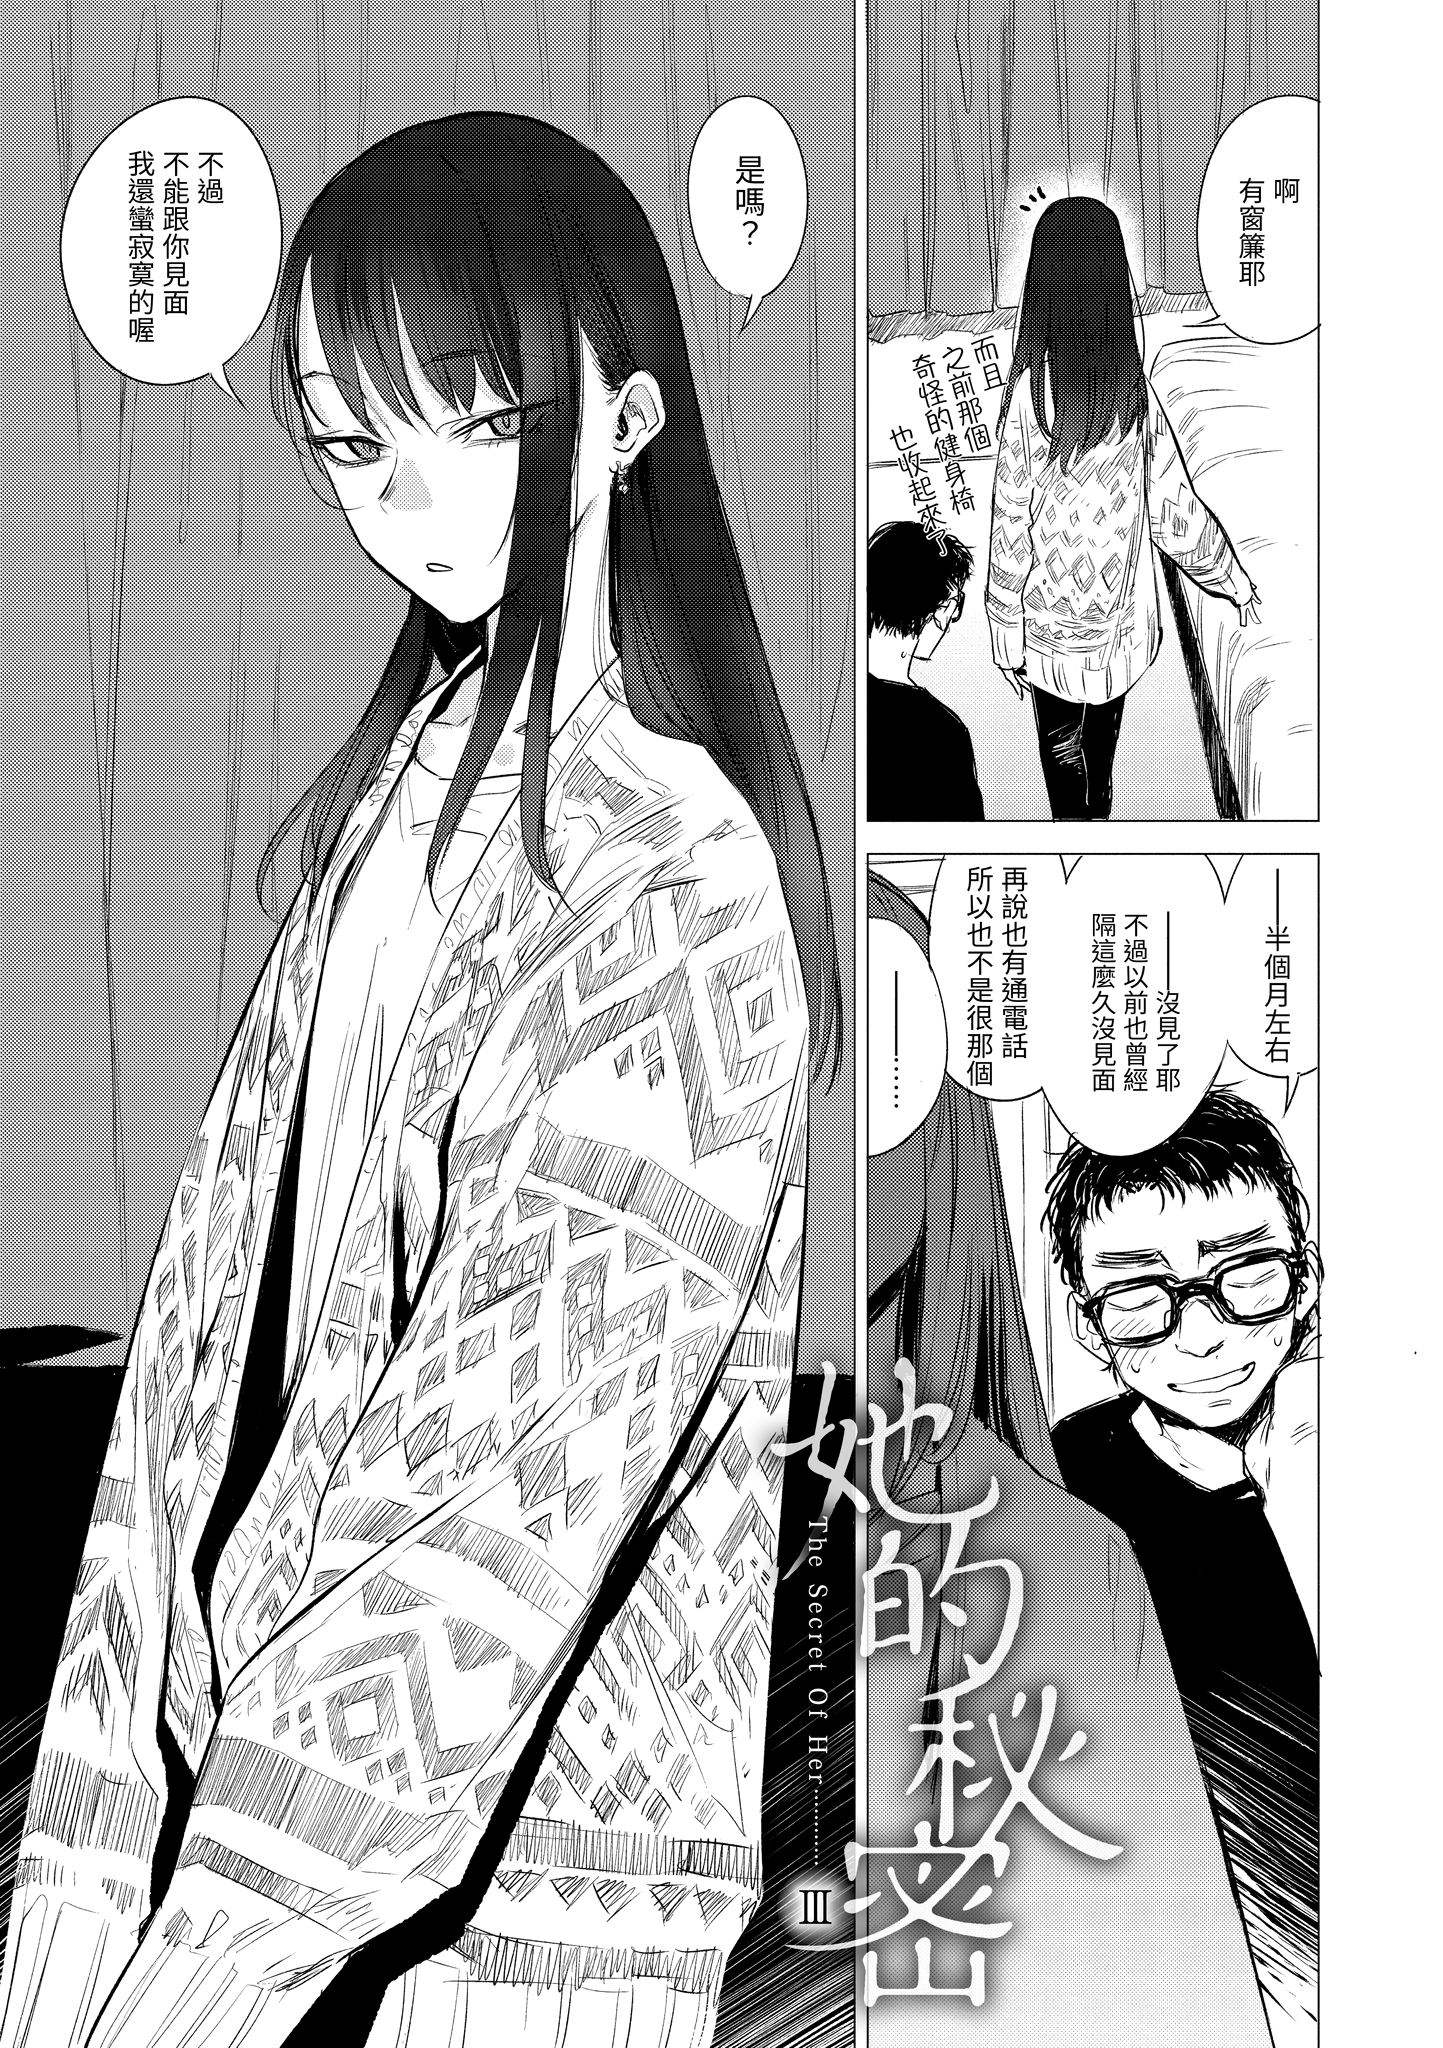 啊
有窗簾耶
而且
之前那個
奇怪的健身椅
也收起來了
——半個月左右
——沒見了耶
不過以前也曾經
隔這麼久沒見面
再說也有通電話
所以也不是很那個
——……
是嗎？
不過
不能跟你見面
我還蠻寂寞的喔
她的秘密
The Secret Of Her…………
III